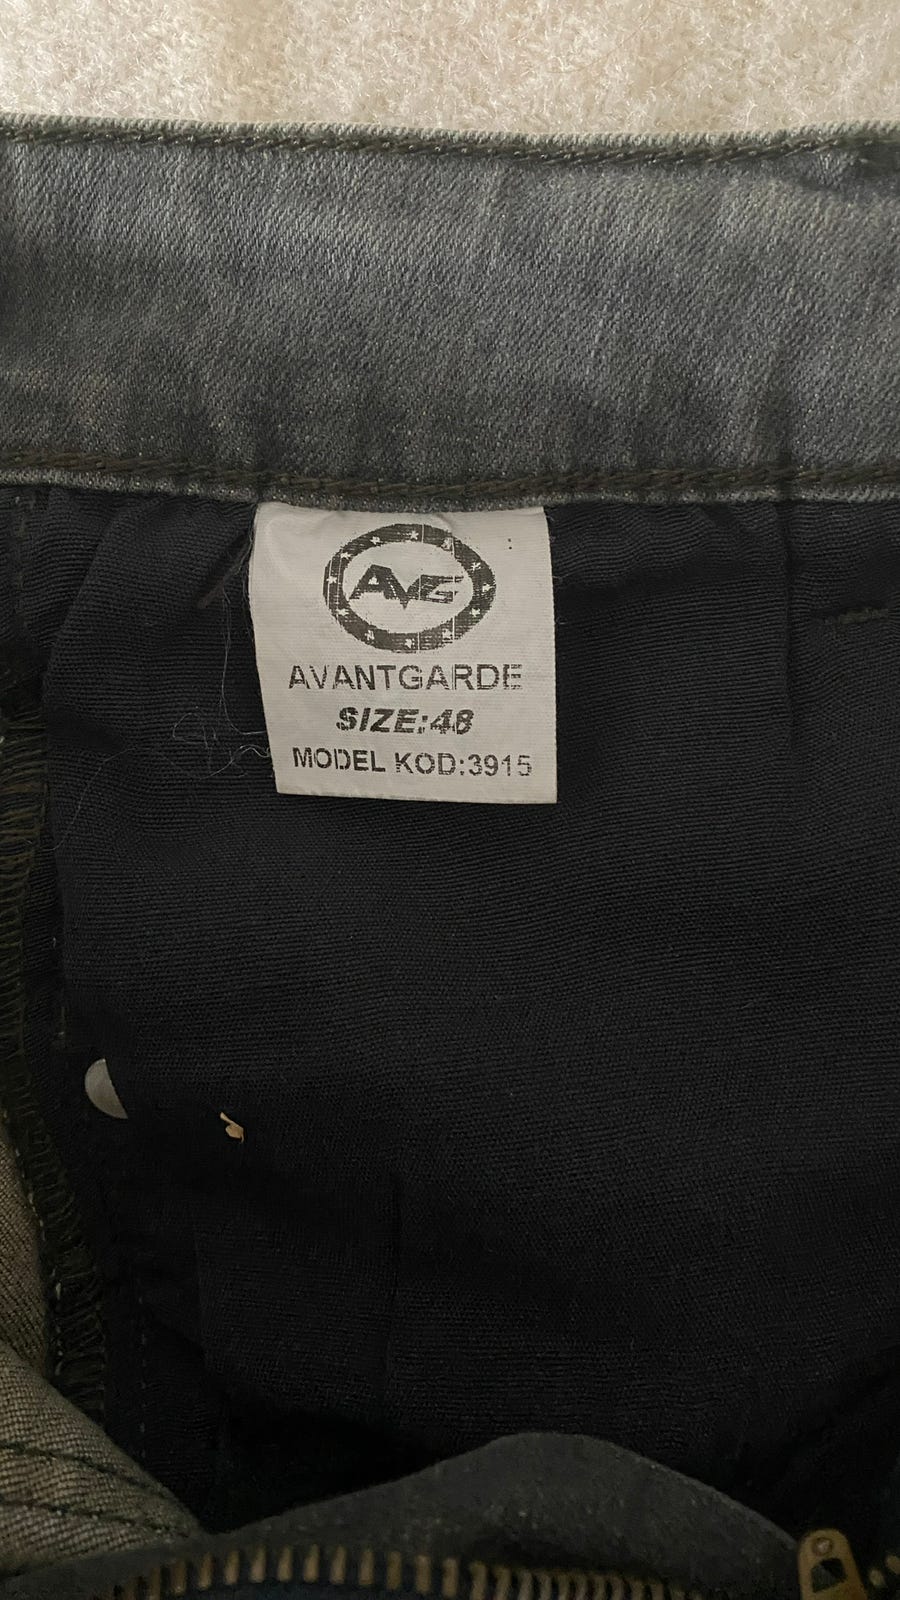 AVG
AVANTGARDE
SIZE:48
MODEL KOD:3915